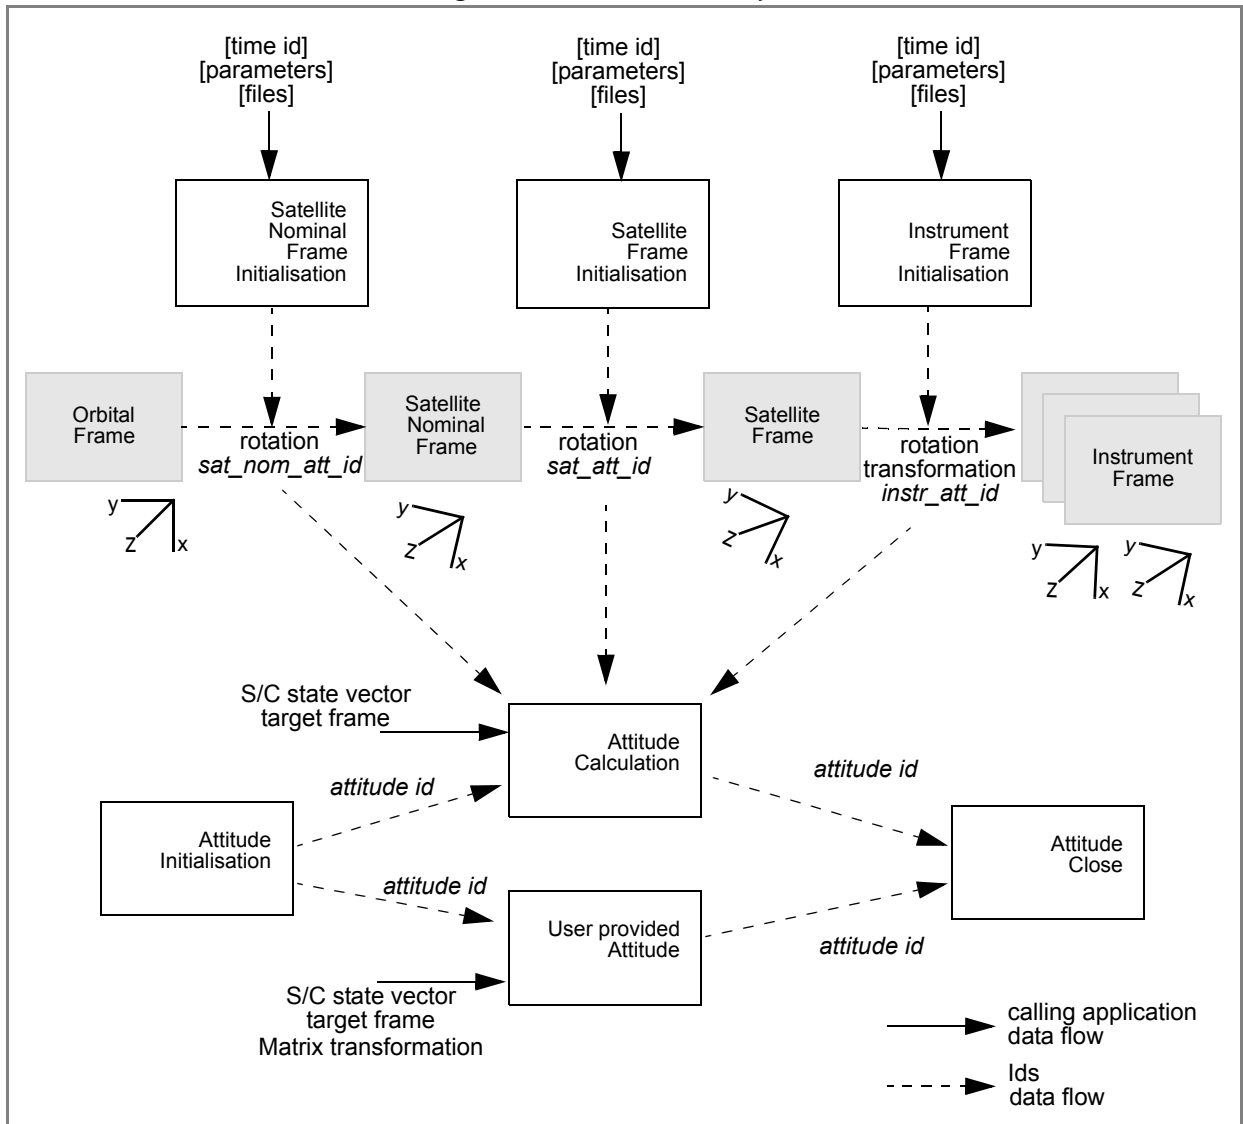 [time id]
[parameters]
[files]
[time id]
[parameters]
[files]
[time id]
[parameters]
[files]
Satellite
Nominal
Frame
Initialisation
Satellite
Frame
Initialisation
Instrument
Frame
Initialisation
Orbital
Frame
rotation
sat_nom_att_id
Satellite
Nominal
Frame
rotation
sat_att_id
Satellite
Frame
rotation
transformation
instr_att_id
Instrument
Frame
y
z
x
y
z
x
y
z
x
y
z
x
y
z
x
S/C state vector
target frame
Attitude
Calculation
attitude id
attitude id
Attitude
Initialisation
Attitude
Close
attitude id
User provided
Attitude
attitude id
S/C state vector
target frame
Matrix transformation
calling application
data flow
Ids
data flow